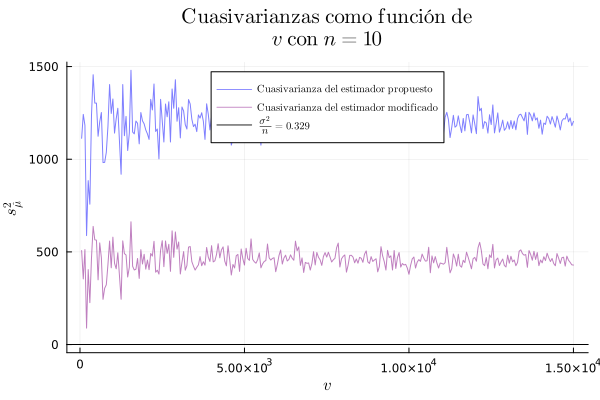 Cuasivarianzas como función de
v con n = 10
1500
1000
500
0
s²_μ̂
Cuasivarianza del estimador propuesto
Cuasivarianza del estimador modificado
σ²/n = 0.329
0
5.00×10³
1.00×10⁴
1.50×10⁴
v